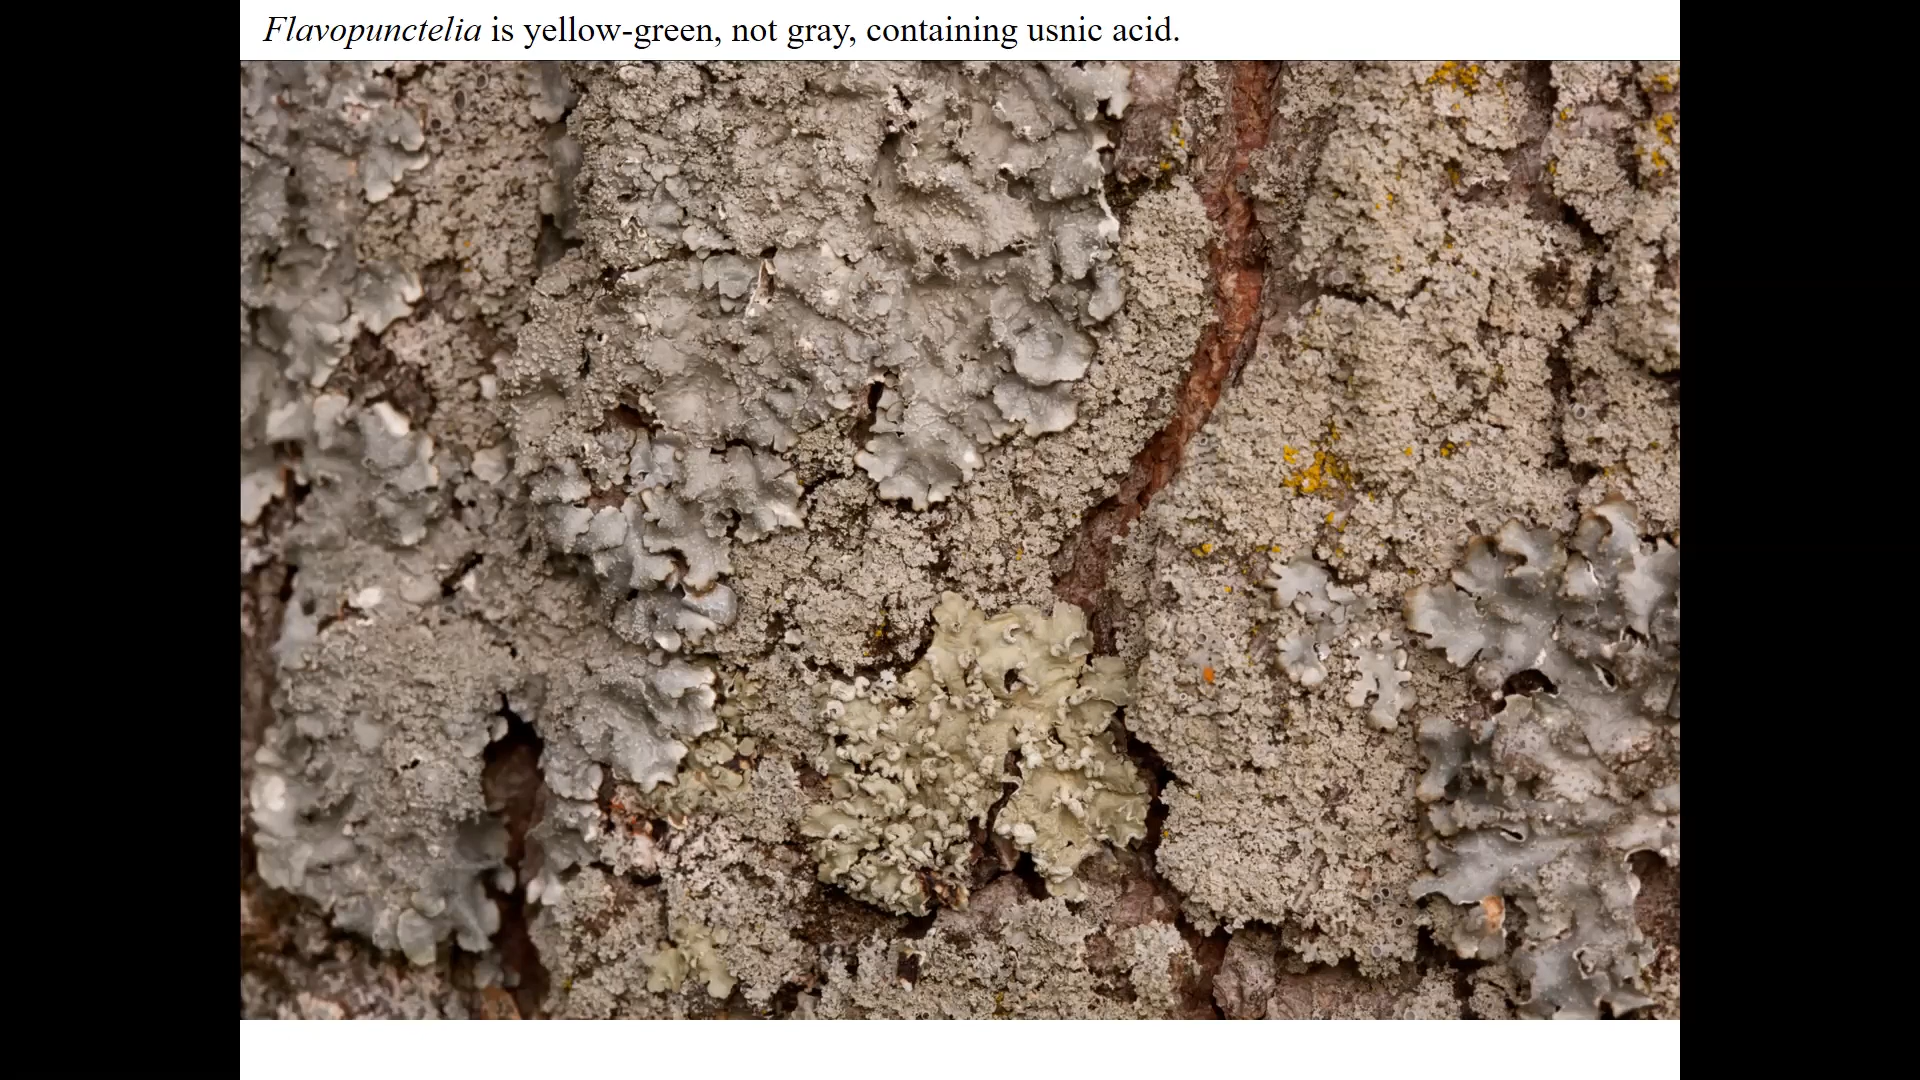 Flavopunctelia is yellow-green, not gray, containing usnic acid.